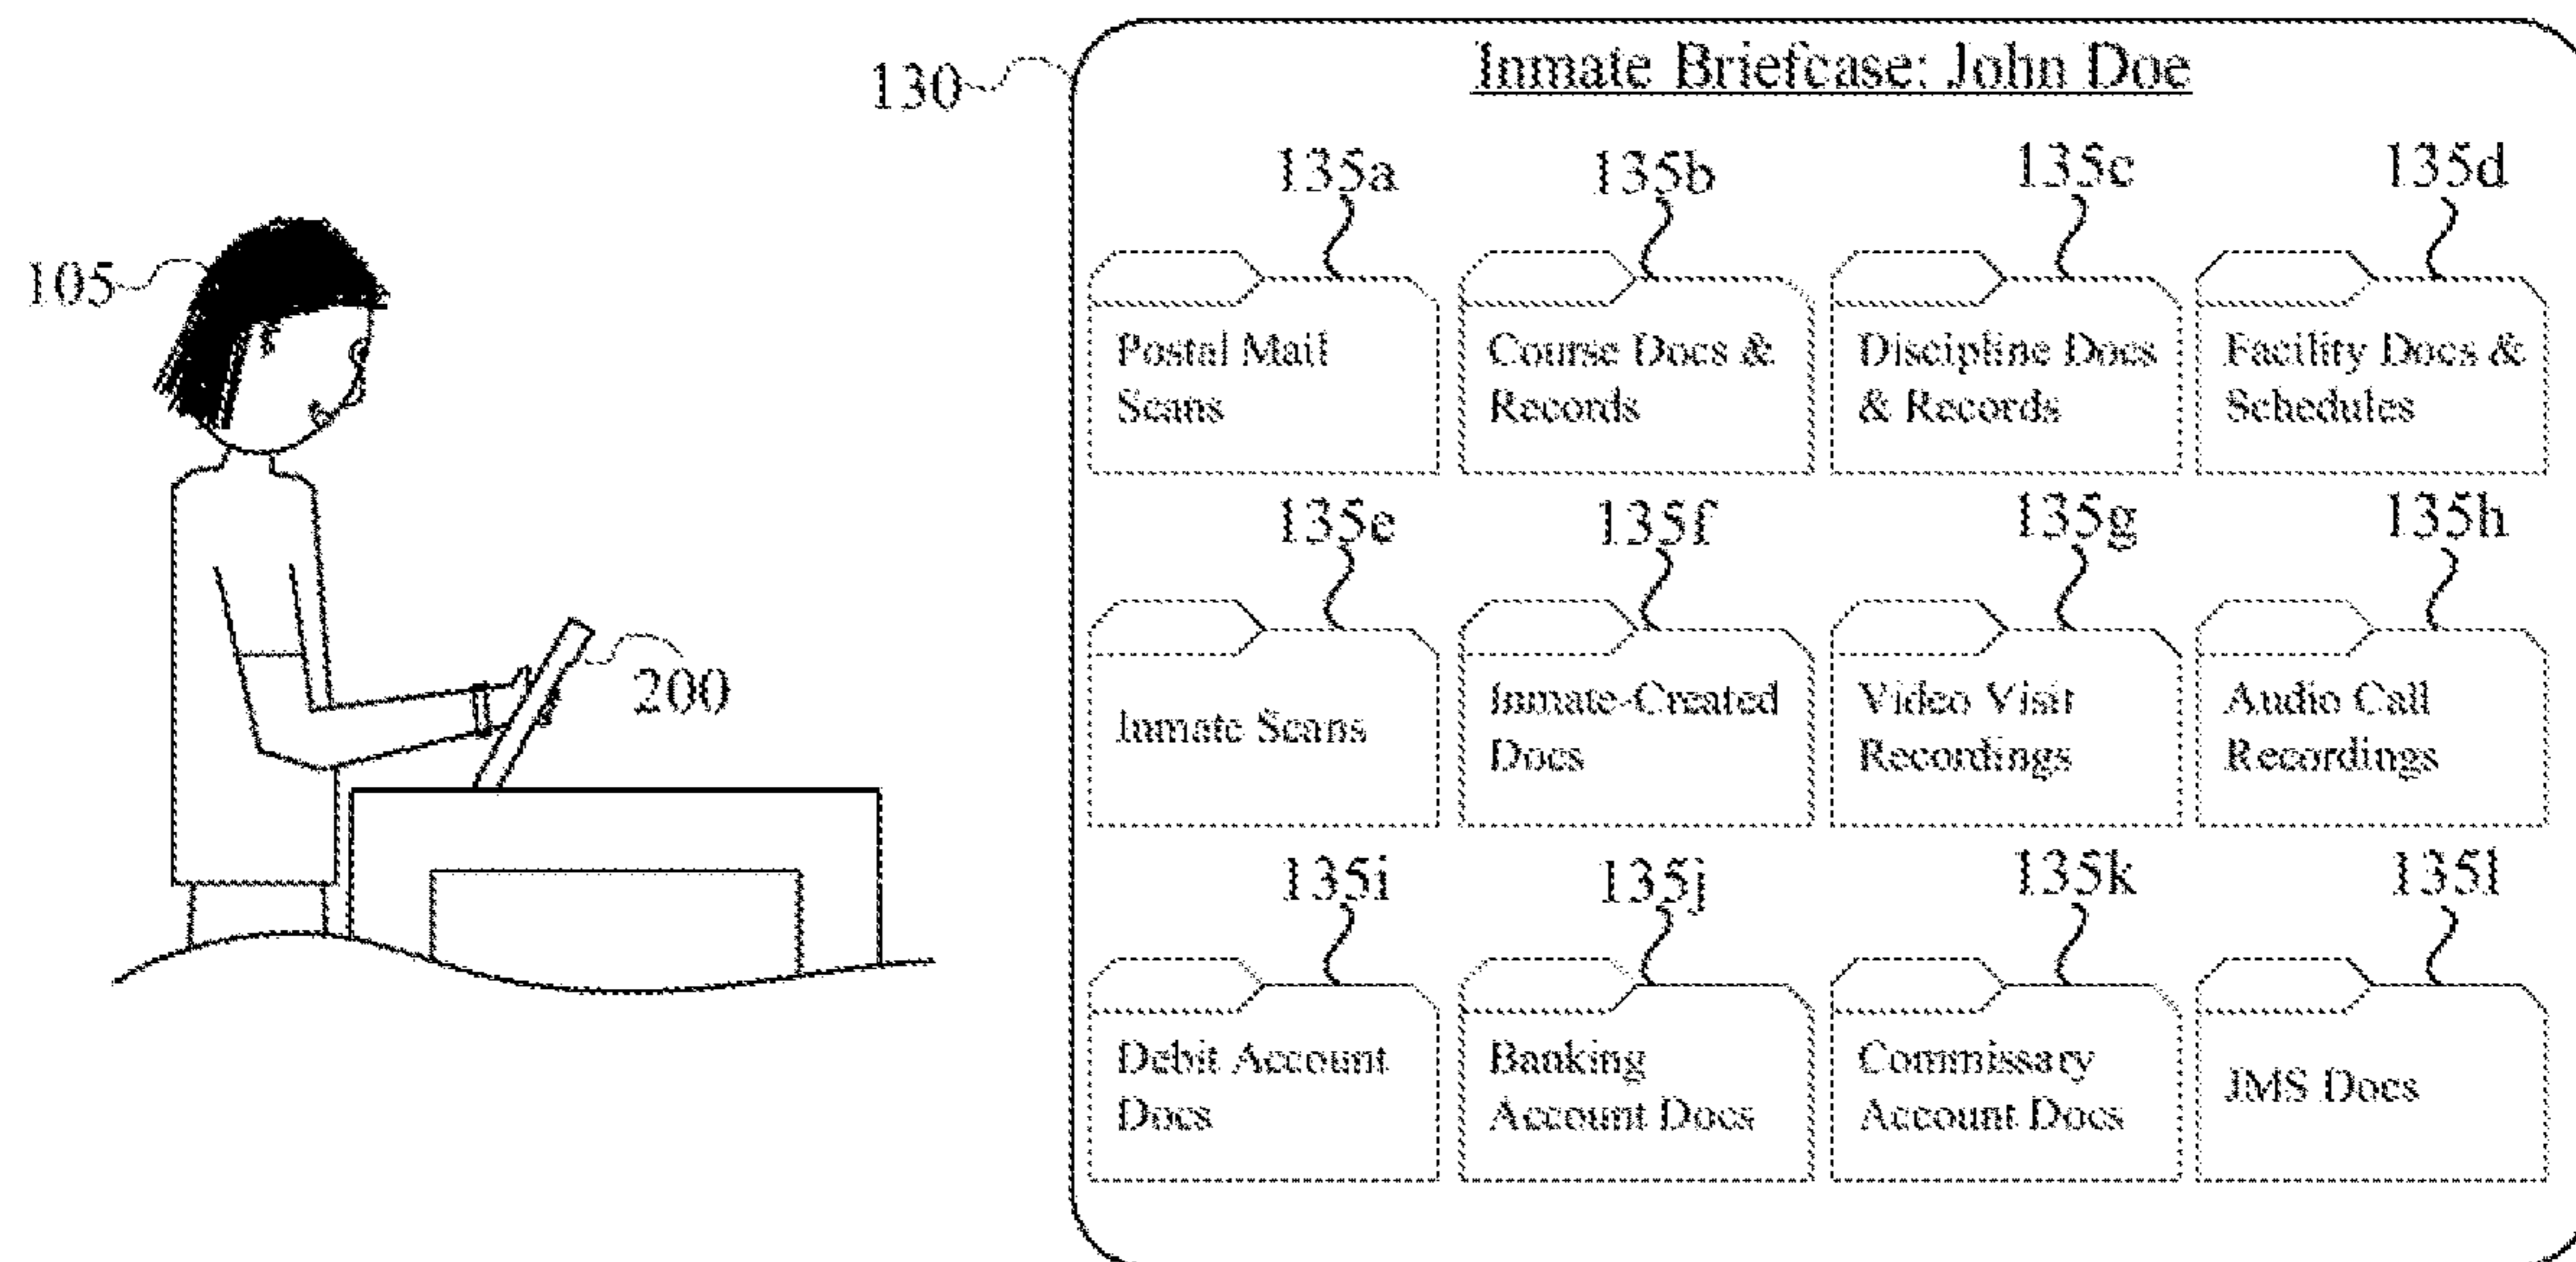 130
Inmate Briefcase: John Doe
105
135a 135b 135c 135d
Postal Mail
Scans
Course Docs &
Records
Discipline Docs
& Records
Facility Docs &
Schedules
135e 135f 135g 135h
200
Inmate Scans
Inmate-Created
Docs
Video Visit
Recordings
Audio Call
Recordings
135i 135j 135k 135l
Debit Account
Docs
Banking
Account Docs
Commissary
Account Docs
JMS Docs